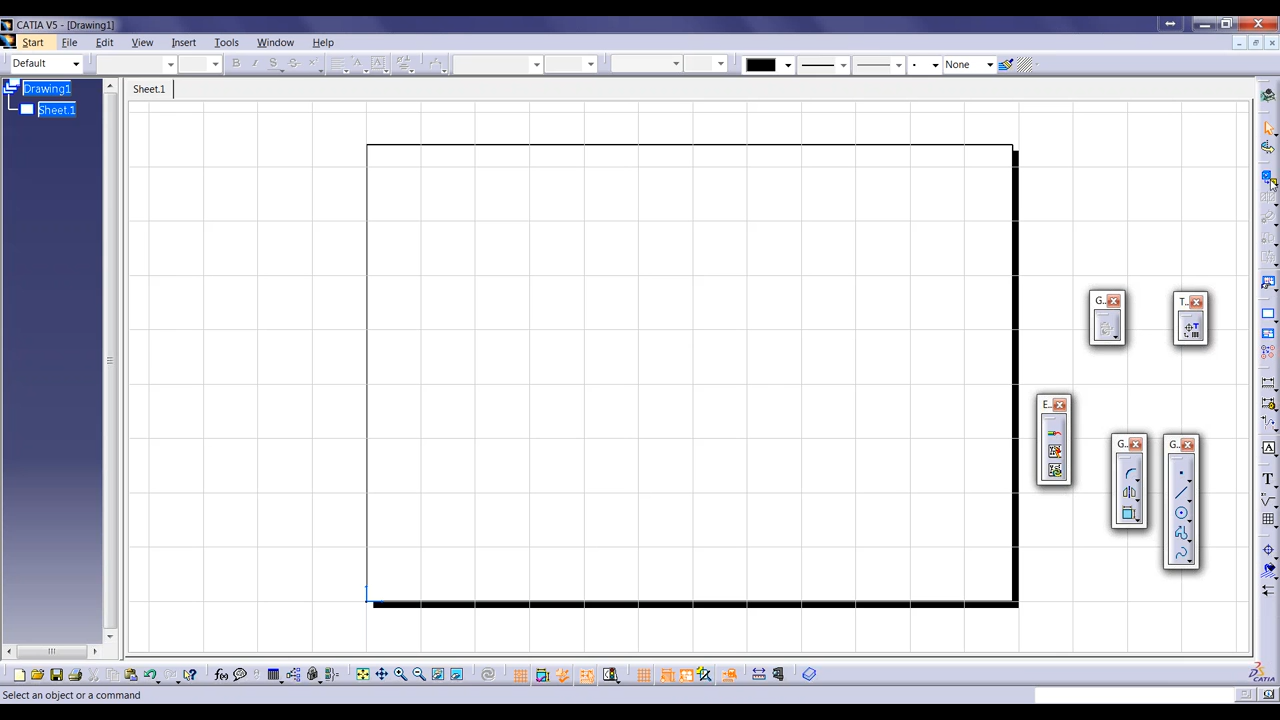 CATIA V5 - [Drawing1]
Start File Edit View Insert Tools Window Help
Default
None
Drawing1
Sheet.1
Sheet.1
G..
T..
E..
G..
G..
Select an object or a command
CATIA